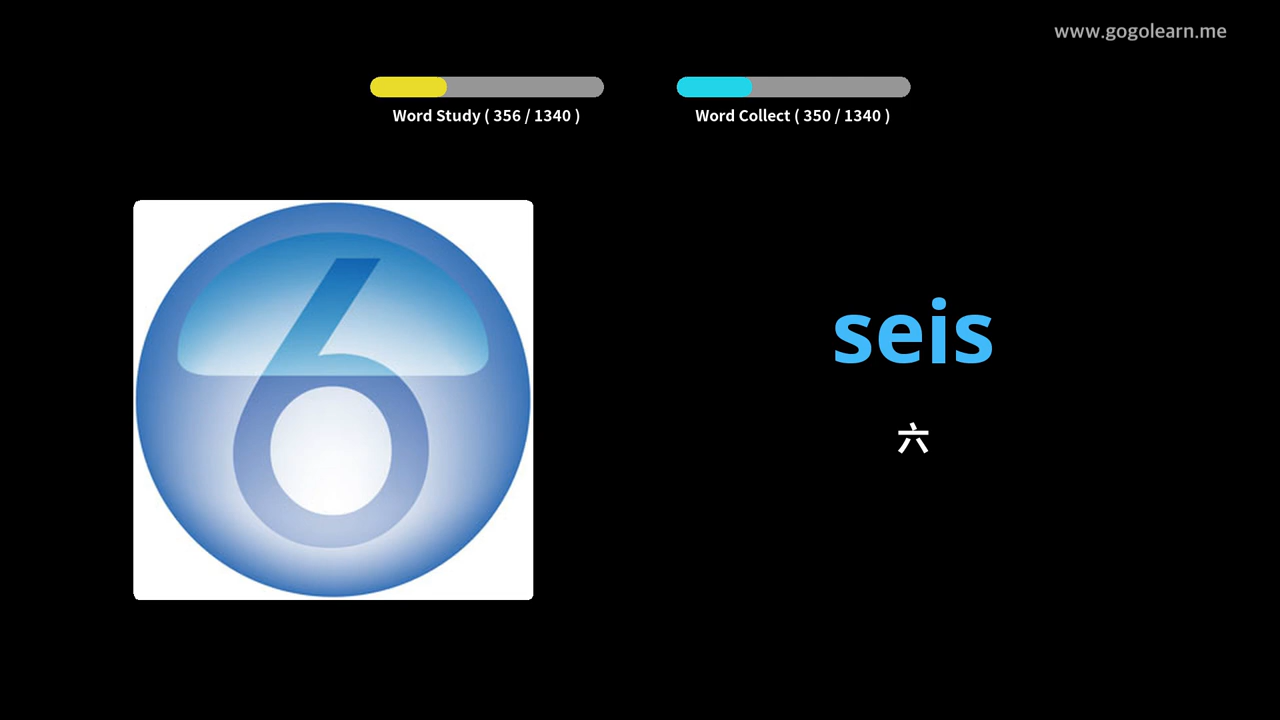 www.gogolearn.me
Word Study ( 356 / 1340 )
Word Collect ( 350 / 1340 )
6
seis
六